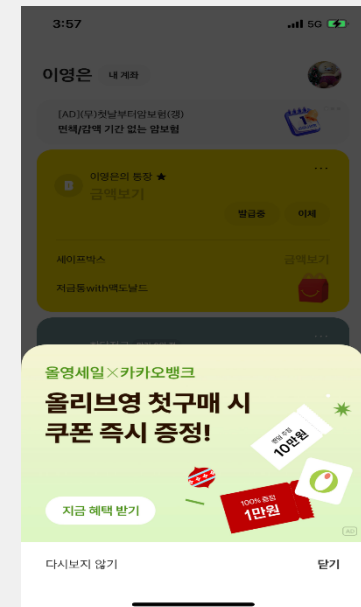 3:57
5G
이영은 내 계좌
[AD](무)첫날부터암보험(갱)
면책/감액 기간 없는 암보험
이영은의 통장 ★
금액보기
발급중 이체
세이프박스 금액보기
저금통with맥도날드
올영세일×카카오뱅크
올리브영 첫구매 시
쿠폰 즉시 증정!
10만원
100% 증정
1만원
지금 혜택 받기
AD
다시보지 않기 닫기